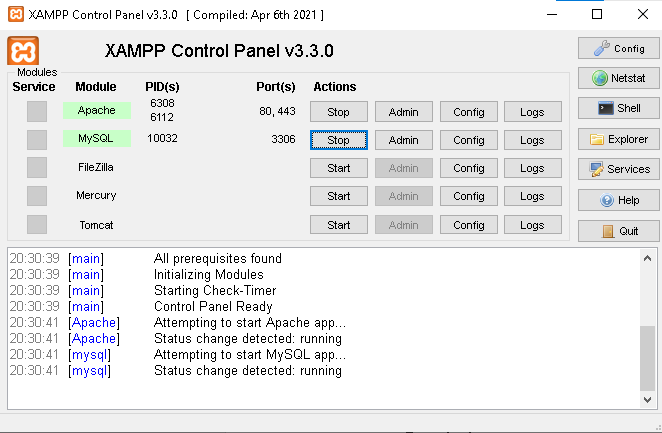 XAMPP Control Panel v3.3.0 [ Compiled: Apr 6th 2021 ]
XAMPP Control Panel v3.3.0
Config
Modules
Service Module PID(s) Port(s) Actions
Netstat
Apache 6308 6112 80, 443 Stop Admin Config Logs
Shell
MySQL 10032 3306 Stop Admin Config Logs
Explorer
FileZilla Start Admin Config Logs
Services
Mercury Start Admin Config Logs
Help
Tomcat Start Admin Config Logs
Quit
20:30:39 [main] All prerequisites found
20:30:39 [main] Initializing Modules
20:30:39 [main] Starting Check-Timer
20:30:39 [main] Control Panel Ready
20:30:41 [Apache] Attempting to start Apache app...
20:30:41 [Apache] Status change detected: running
20:30:41 [mysql] Attempting to start MySQL app...
20:30:41 [mysql] Status change detected: running